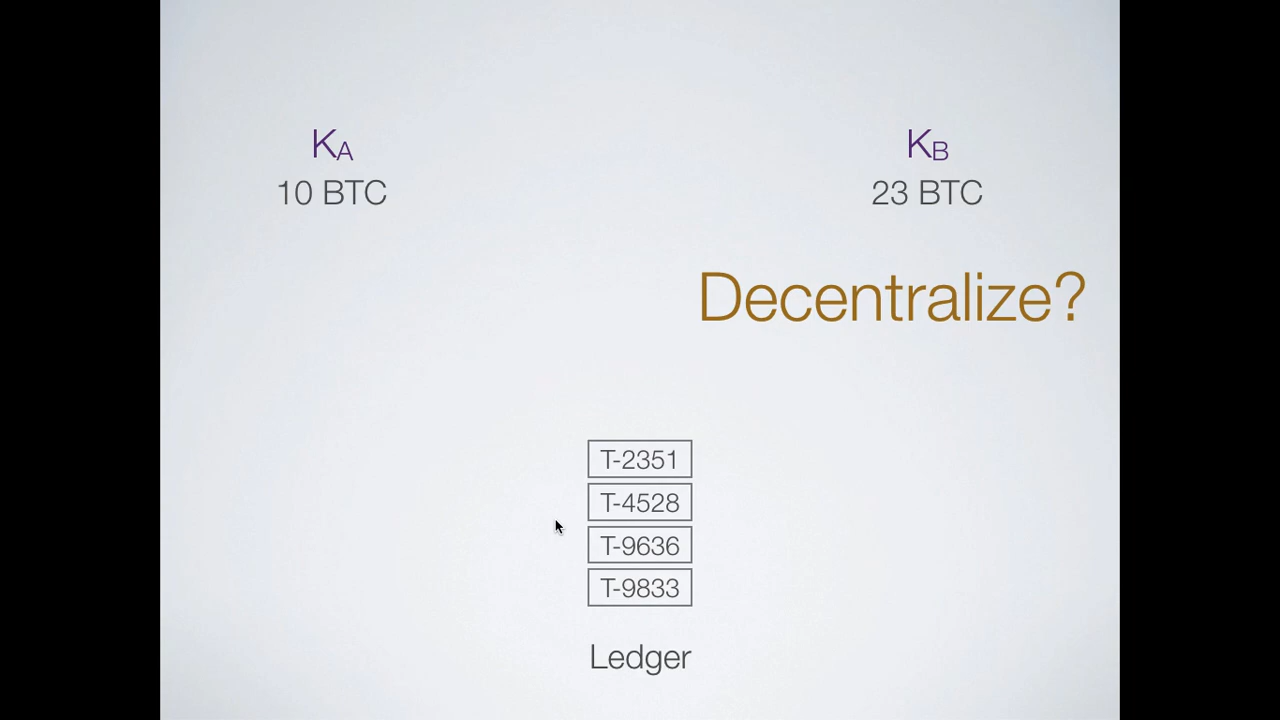 KA
10 BTC
KB
23 BTC
Decentralize?
T-2351
T-4528
T-9636
T-9833
Ledger